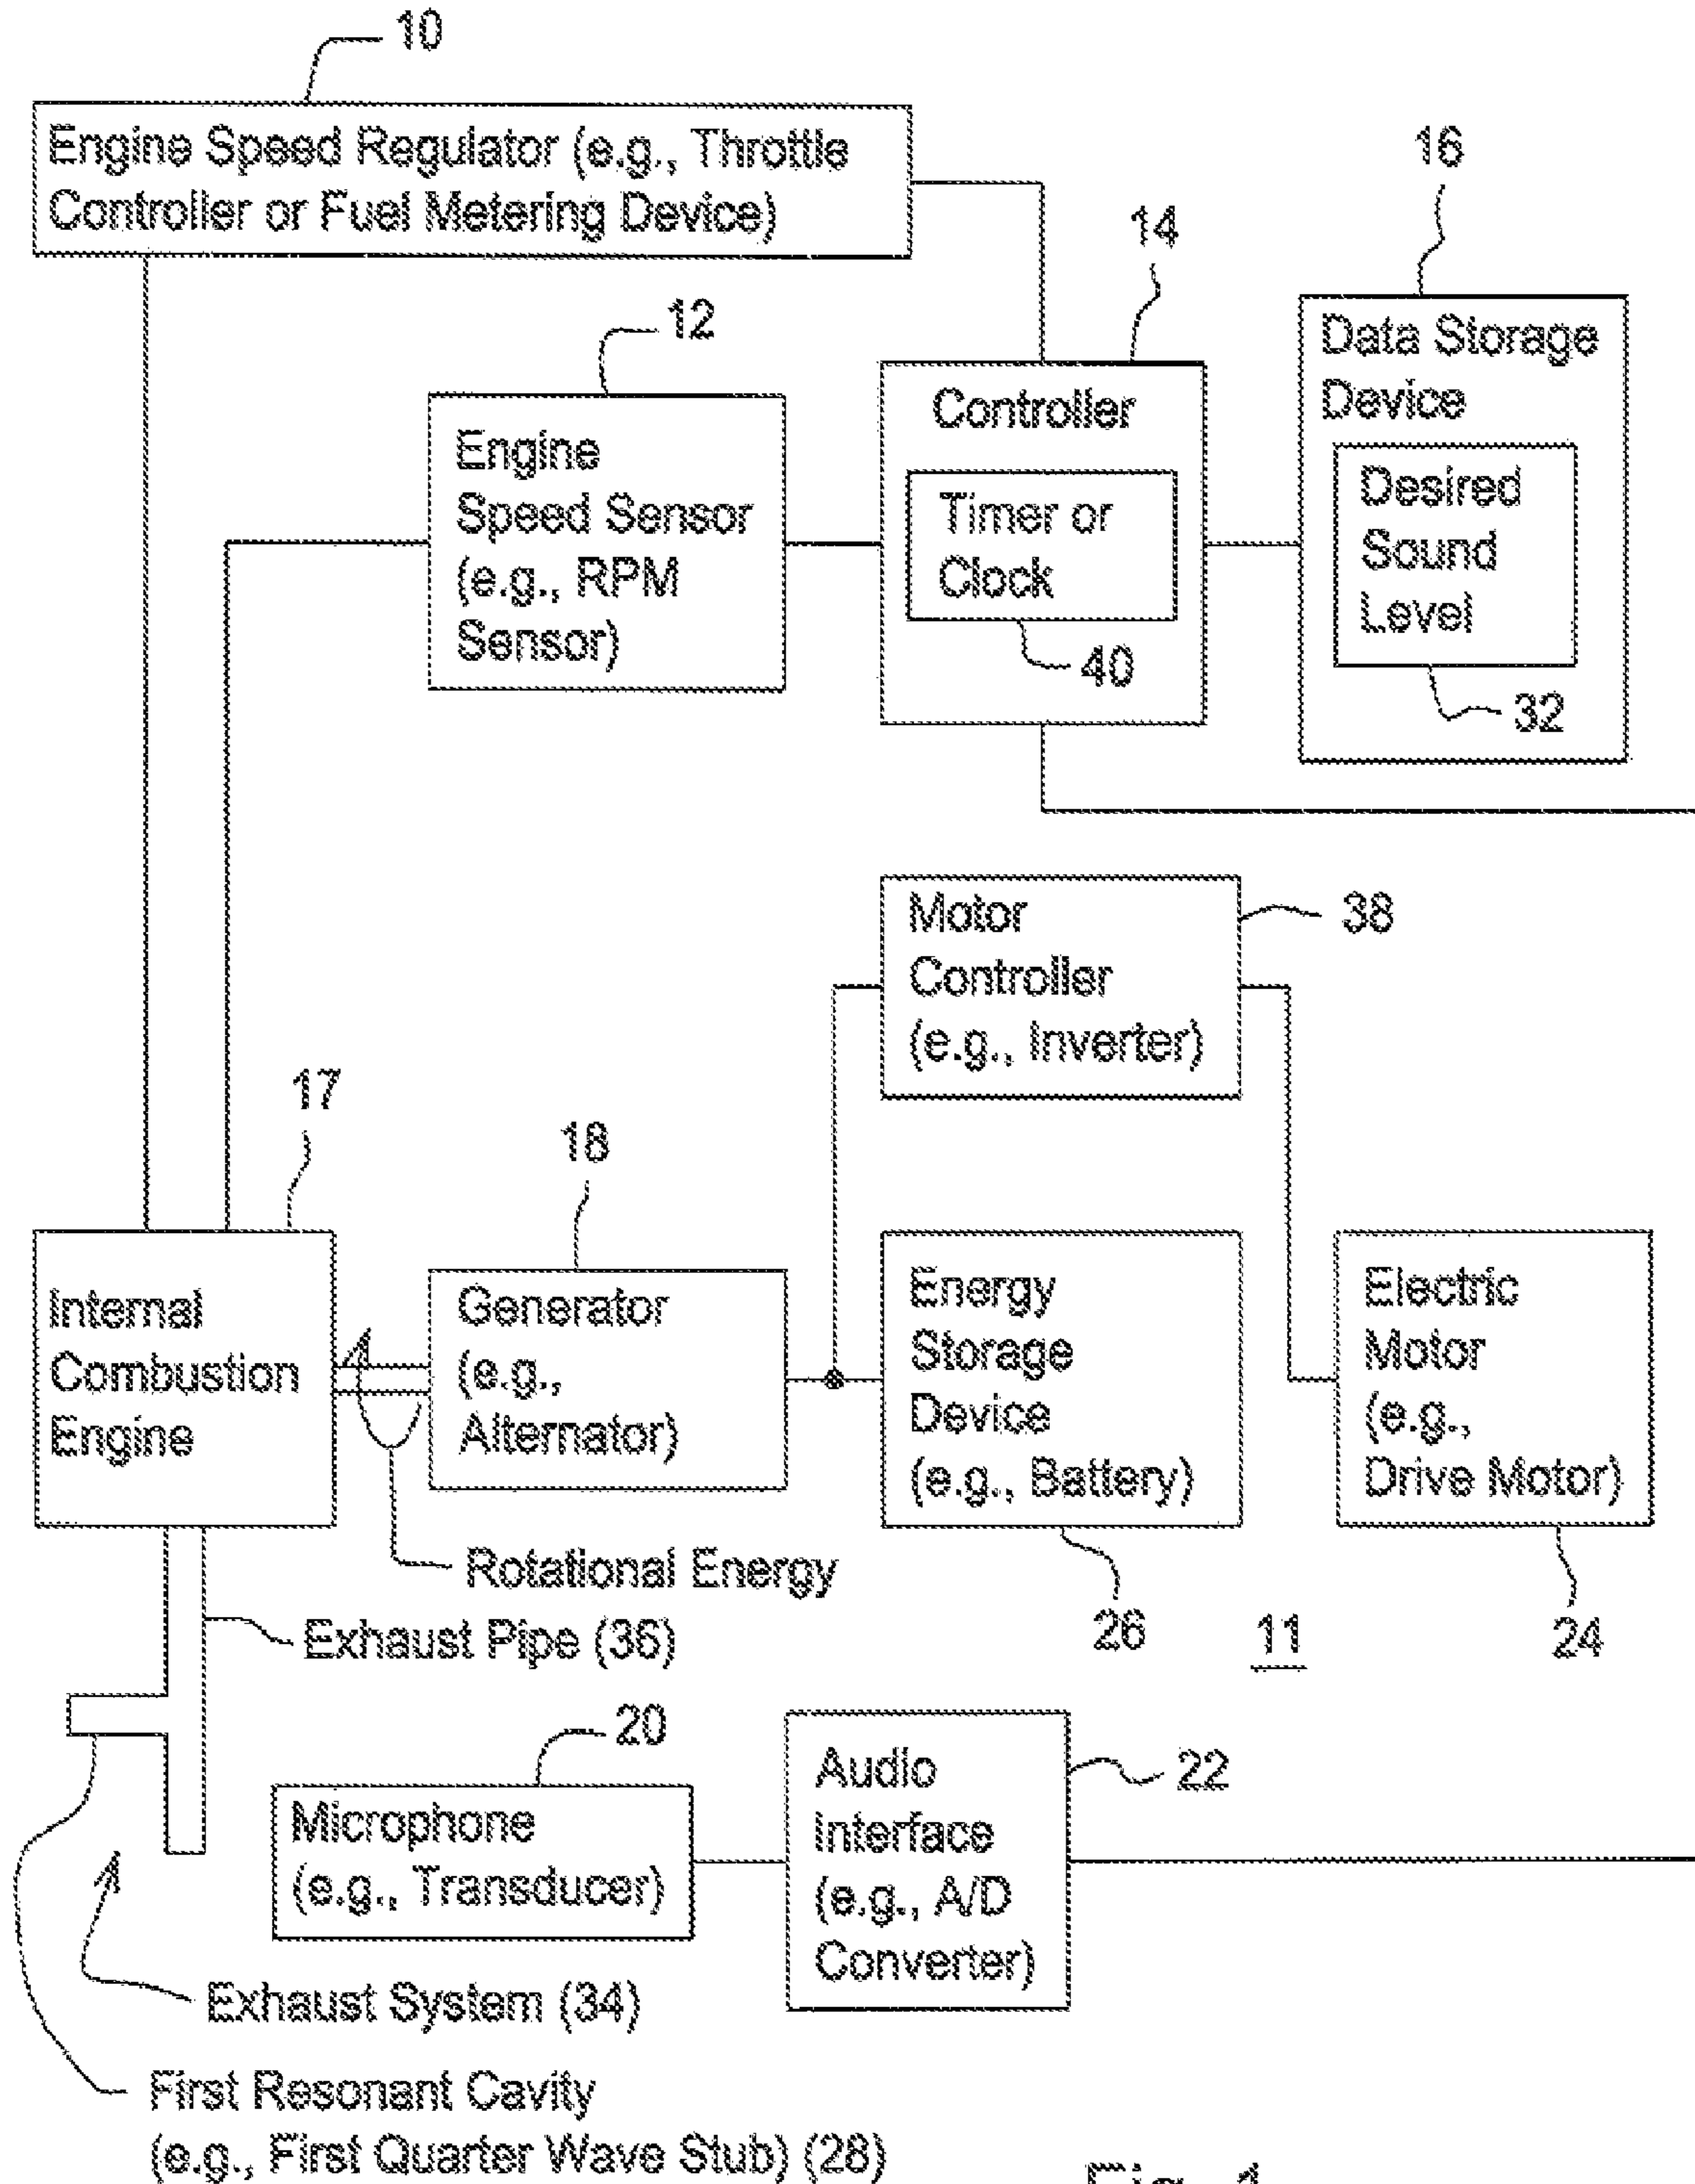 10
Engine Speed Regulator (e.g., Throttle
Controller or Fuel Metering Device)
16
14
12
Data Storage
Device
Controller
Engine
Speed Sensor
(e.g., RPM
Sensor)
Timer or
Clock
40
Desired
Sound
Level
32
Motor
Controller
(e.g., Inverter)
38
17
18
Internal
Combustion
Engine
Generator
(e.g.,
Alternator)
Energy
Storage
Device
(e.g., Battery)
Electric
Motor
(e.g.,
Drive Motor)
Rotational Energy
Exhaust Pipe (36)
26
11
24
20
Microphone
(e.g., Transducer)
Audio
Interface
(e.g., A/D
Converter)
22
Exhaust System (34)
First Resonant Cavity
(e.g., First Quarter Wave Stub) (28)
Fig. 1